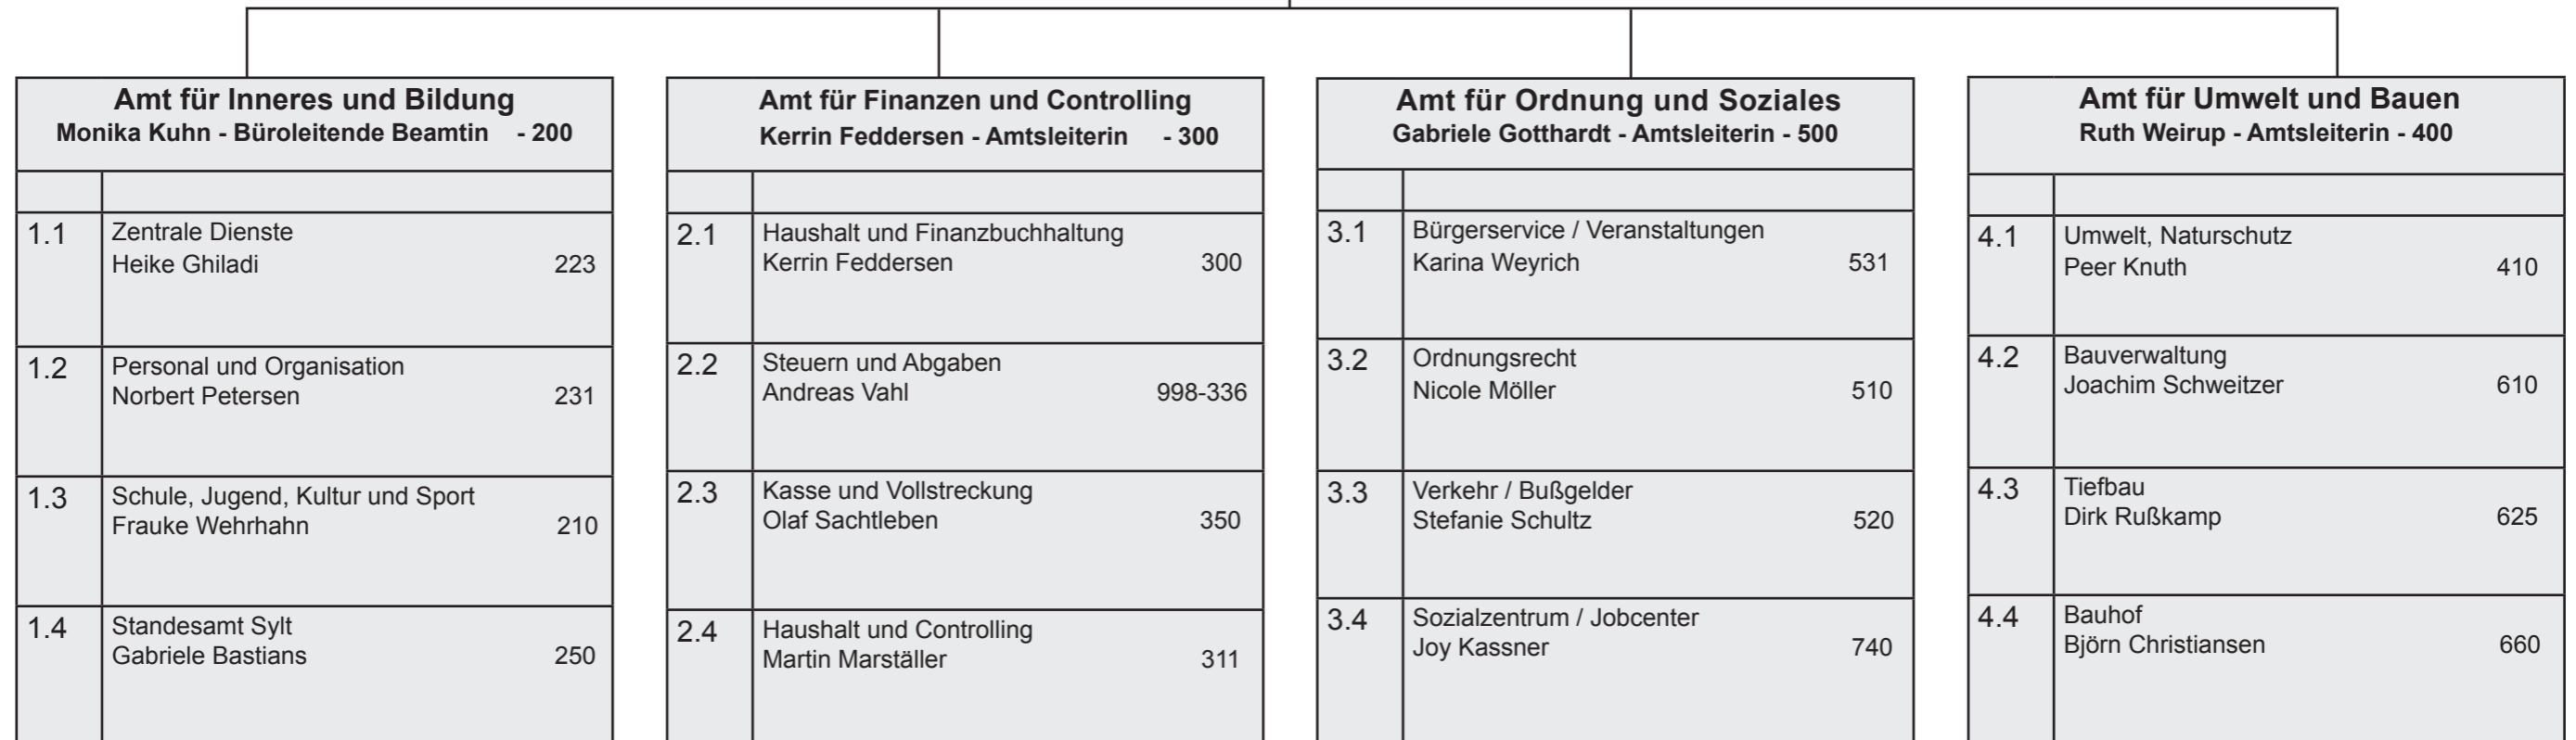 Amt für Inneres und Bildung
Monika Kuhn - Büroleitende Beamtin - 200
1.1 Zentrale Dienste
Heike Ghiladi 223
1.2 Personal und Organisation
Norbert Petersen 231
1.3 Schule, Jugend, Kultur und Sport
Frauke Wehrhahn 210
1.4 Standesamt Sylt
Gabriele Bastians 250
Amt für Finanzen und Controlling
Kerrin Feddersen - Amtsleiterin - 300
2.1 Haushalt und Finanzbuchhaltung
Kerrin Feddersen 300
2.2 Steuern und Abgaben
Andreas Vahl 998-336
2.3 Kasse und Vollstreckung
Olaf Sachtleben 350
2.4 Haushalt und Controlling
Martin Marställer 311
Amt für Ordnung und Soziales
Gabriele Gotthardt - Amtsleiterin - 500
3.1 Bürgerservice / Veranstaltungen
Karina Weyrich 531
3.2 Ordnungsrecht
Nicole Möller 510
3.3 Verkehr / Bußgelder
Stefanie Schultz 520
3.4 Sozialzentrum / Jobcenter
Joy Kassner 740
Amt für Umwelt und Bauen
Ruth Weirup - Amtsleiterin - 400
4.1 Umwelt, Naturschutz
Peer Knuth 410
4.2 Bauverwaltung
Joachim Schweitzer 610
4.3 Tiefbau
Dirk Rußkamp 625
4.4 Bauhof
Björn Christiansen 660